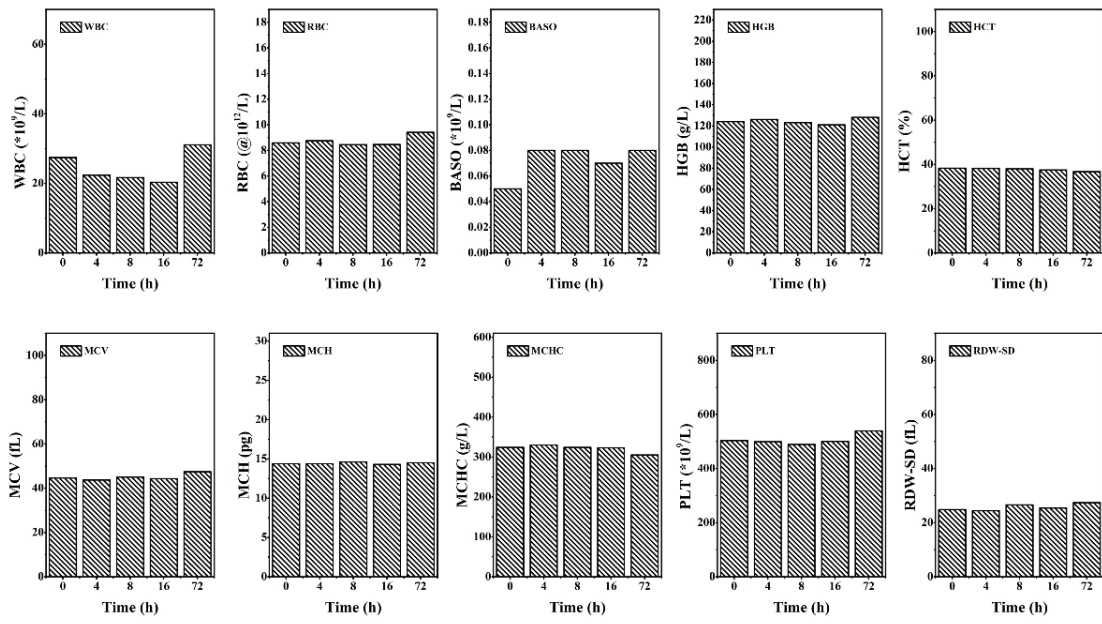 WBC
WBC (*10⁹/L)
60
40
20
0
0 4 8 16 72
Time (h)
RBC
RBC (@10¹²/L)
18
16
14
12
10
8
6
4
2
0
0 4 8 16 72
Time (h)
BASO
BASO (*10⁹/L)
0.18
0.16
0.14
0.12
0.10
0.08
0.06
0.04
0.02
0.00
0 4 8 16 72
Time (h)
HGB
HGB (g/L)
220
200
180
160
140
120
100
80
60
40
20
0
0 4 8 16 72
Time (h)
HCT
HCT (%)
100
80
60
40
20
0
0 4 8 16 72
Time (h)
MCV
MCV (fL)
100
80
60
40
20
0
0 4 8 16 72
Time (h)
MCH
MCH (pg)
30
25
20
15
10
5
0
0 4 8 16 72
Time (h)
MCHC
MCHC (g/L)
600
500
400
300
200
100
0
0 4 8 16 72
Time (h)
PLT
PLT (*10⁹/L)
800
600
400
200
0
0 4 8 16 72
Time (h)
RDW-SD
RDW-SD (fL)
80
60
40
20
0
0 4 8 16 72
Time (h)